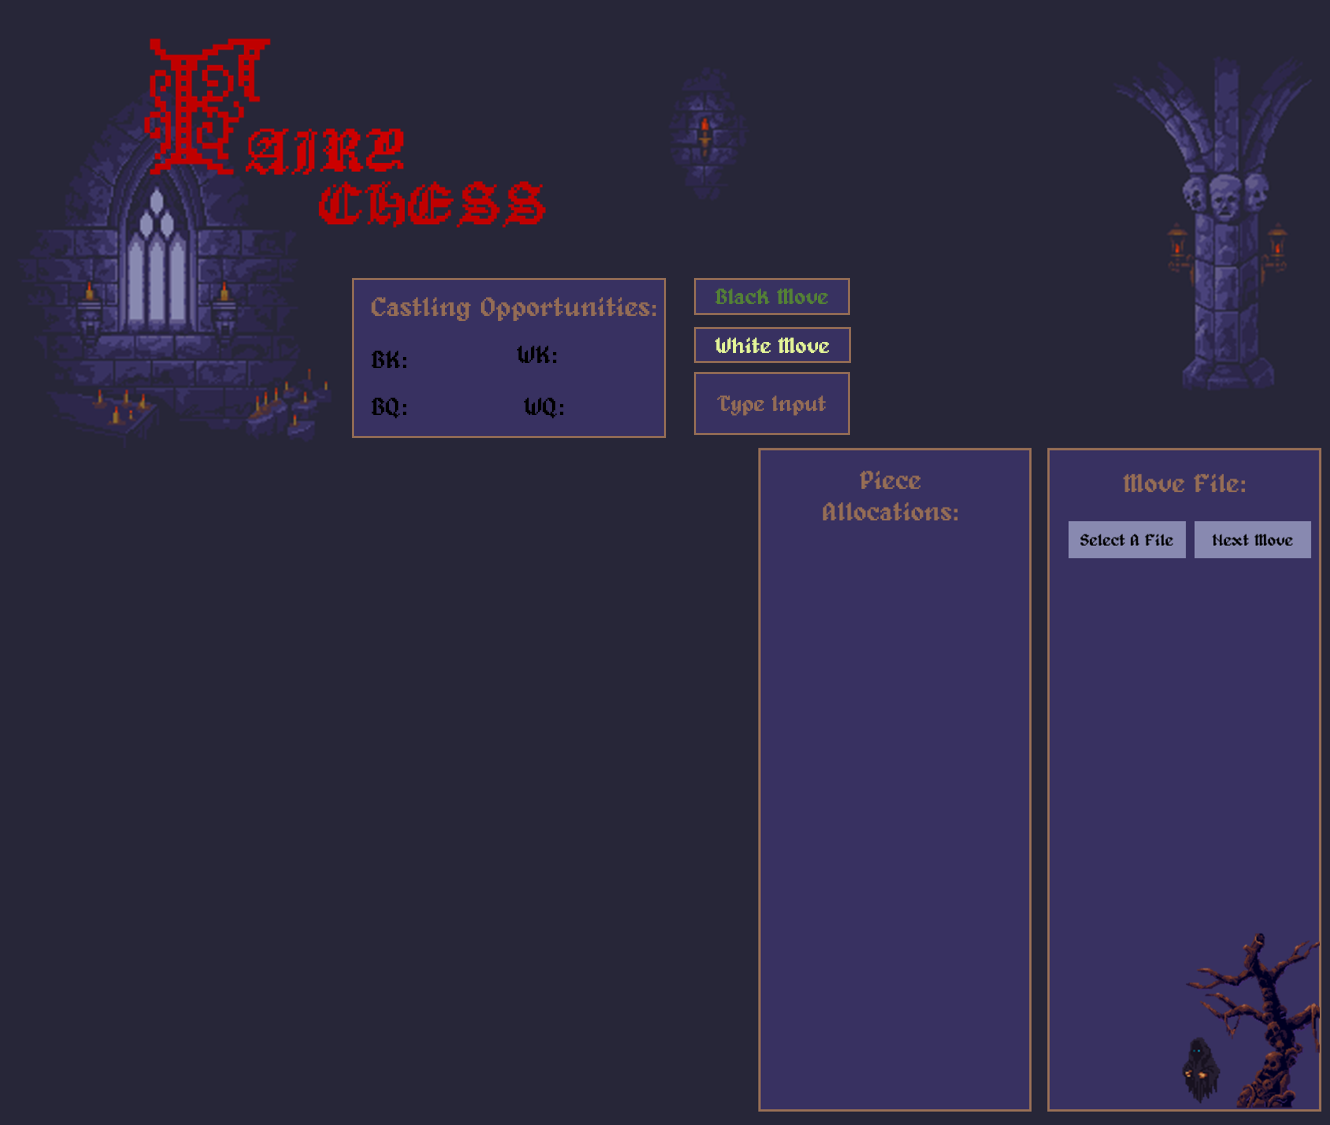 FAIRY
CHESS
Castling Opportunities:
BK:
WK:
BQ:
WQ:
Black Move
White Move
Type Input
Piece
Allocations:
Move File:
Select A File
Next Move